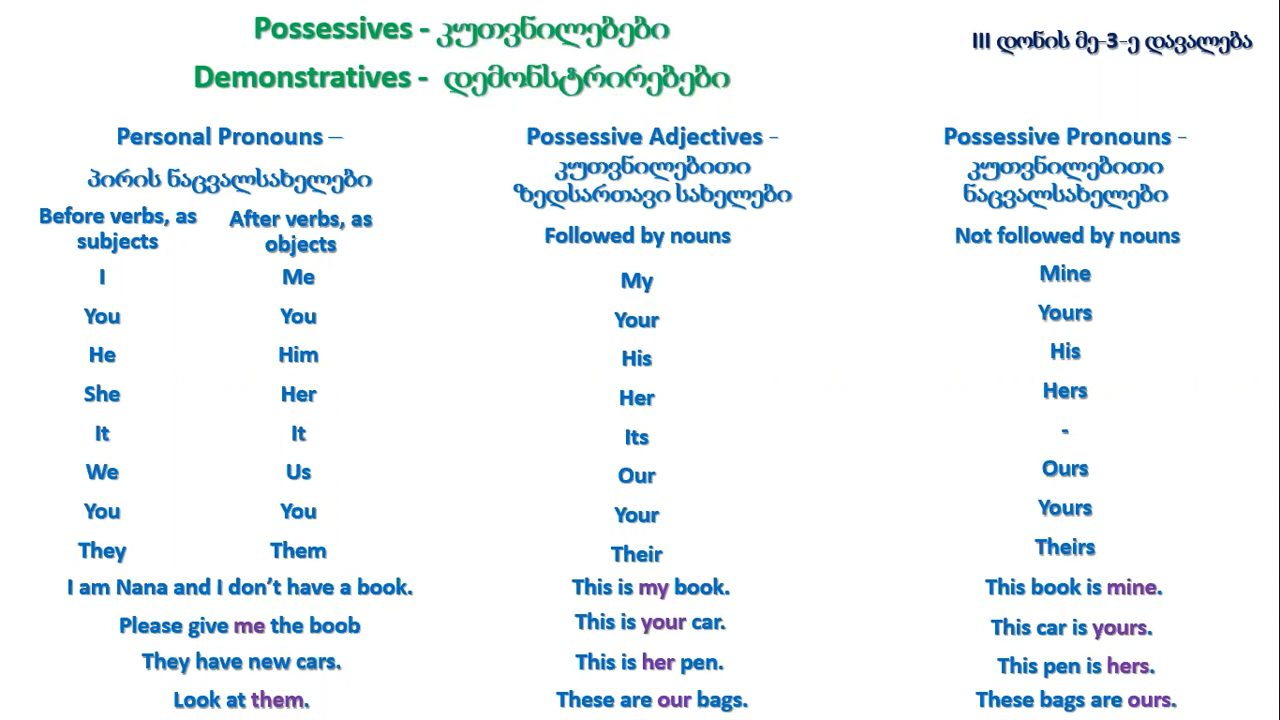 Possessives - კუთვნილებები
Demonstratives - დემონსტრირებები
III დონის მე-3-ე დავალება
Personal Pronouns –
პირის ნაცვალსახელები
Before verbs, as
subjects
After verbs, as
objects
I
Me
You
You
He
Him
She
Her
It
It
We
Us
You
You
They
Them
I am Nana and I don’t have a book.
Please give me the boob
They have new cars.
Look at them.
Possessive Adjectives -
კუთვნილებითი
ზედსართავი სახელები
Followed by nouns
My
Your
His
Her
Its
Our
Your
Their
This is my book.
This is your car.
This is her pen.
These are our bags.
Possessive Pronouns -
კუთვნილებითი
ნაცვალსახელები
Not followed by nouns
Mine
Yours
His
Hers
-
Ours
Yours
Theirs
This book is mine.
This car is yours.
This pen is hers.
These bags are ours.